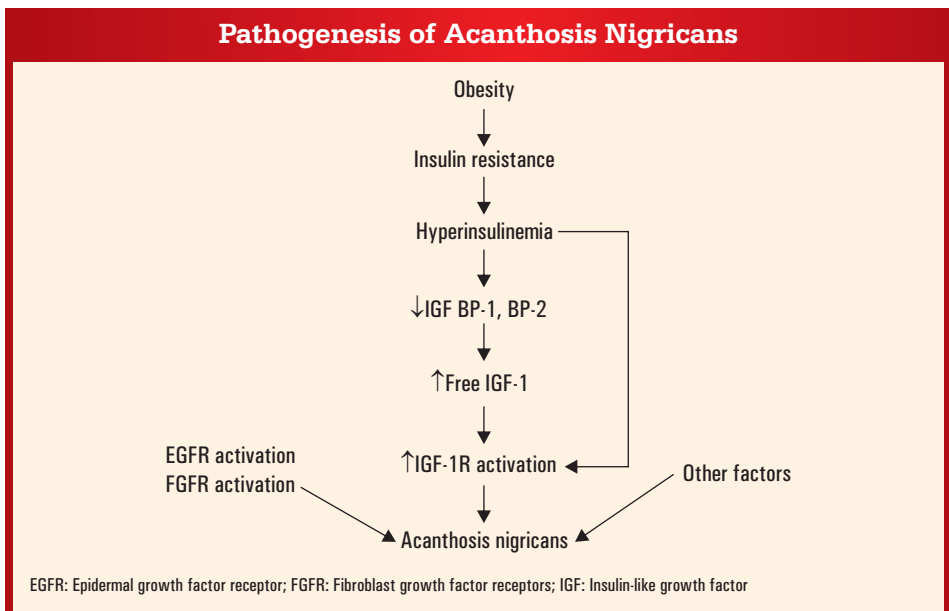 Pathogenesis of Acanthosis Nigricans
Obesity
Insulin resistance
Hyperinsulinemia
↓IGF BP-1, BP-2
↑Free IGF-1
EGFR activation
FGFR activation
↑IGF-1R activation
Other factors
Acanthosis nigricans
EGFR: Epidermal growth factor receptor; FGFR: Fibroblast growth factor receptors; IGF: Insulin-like growth factor